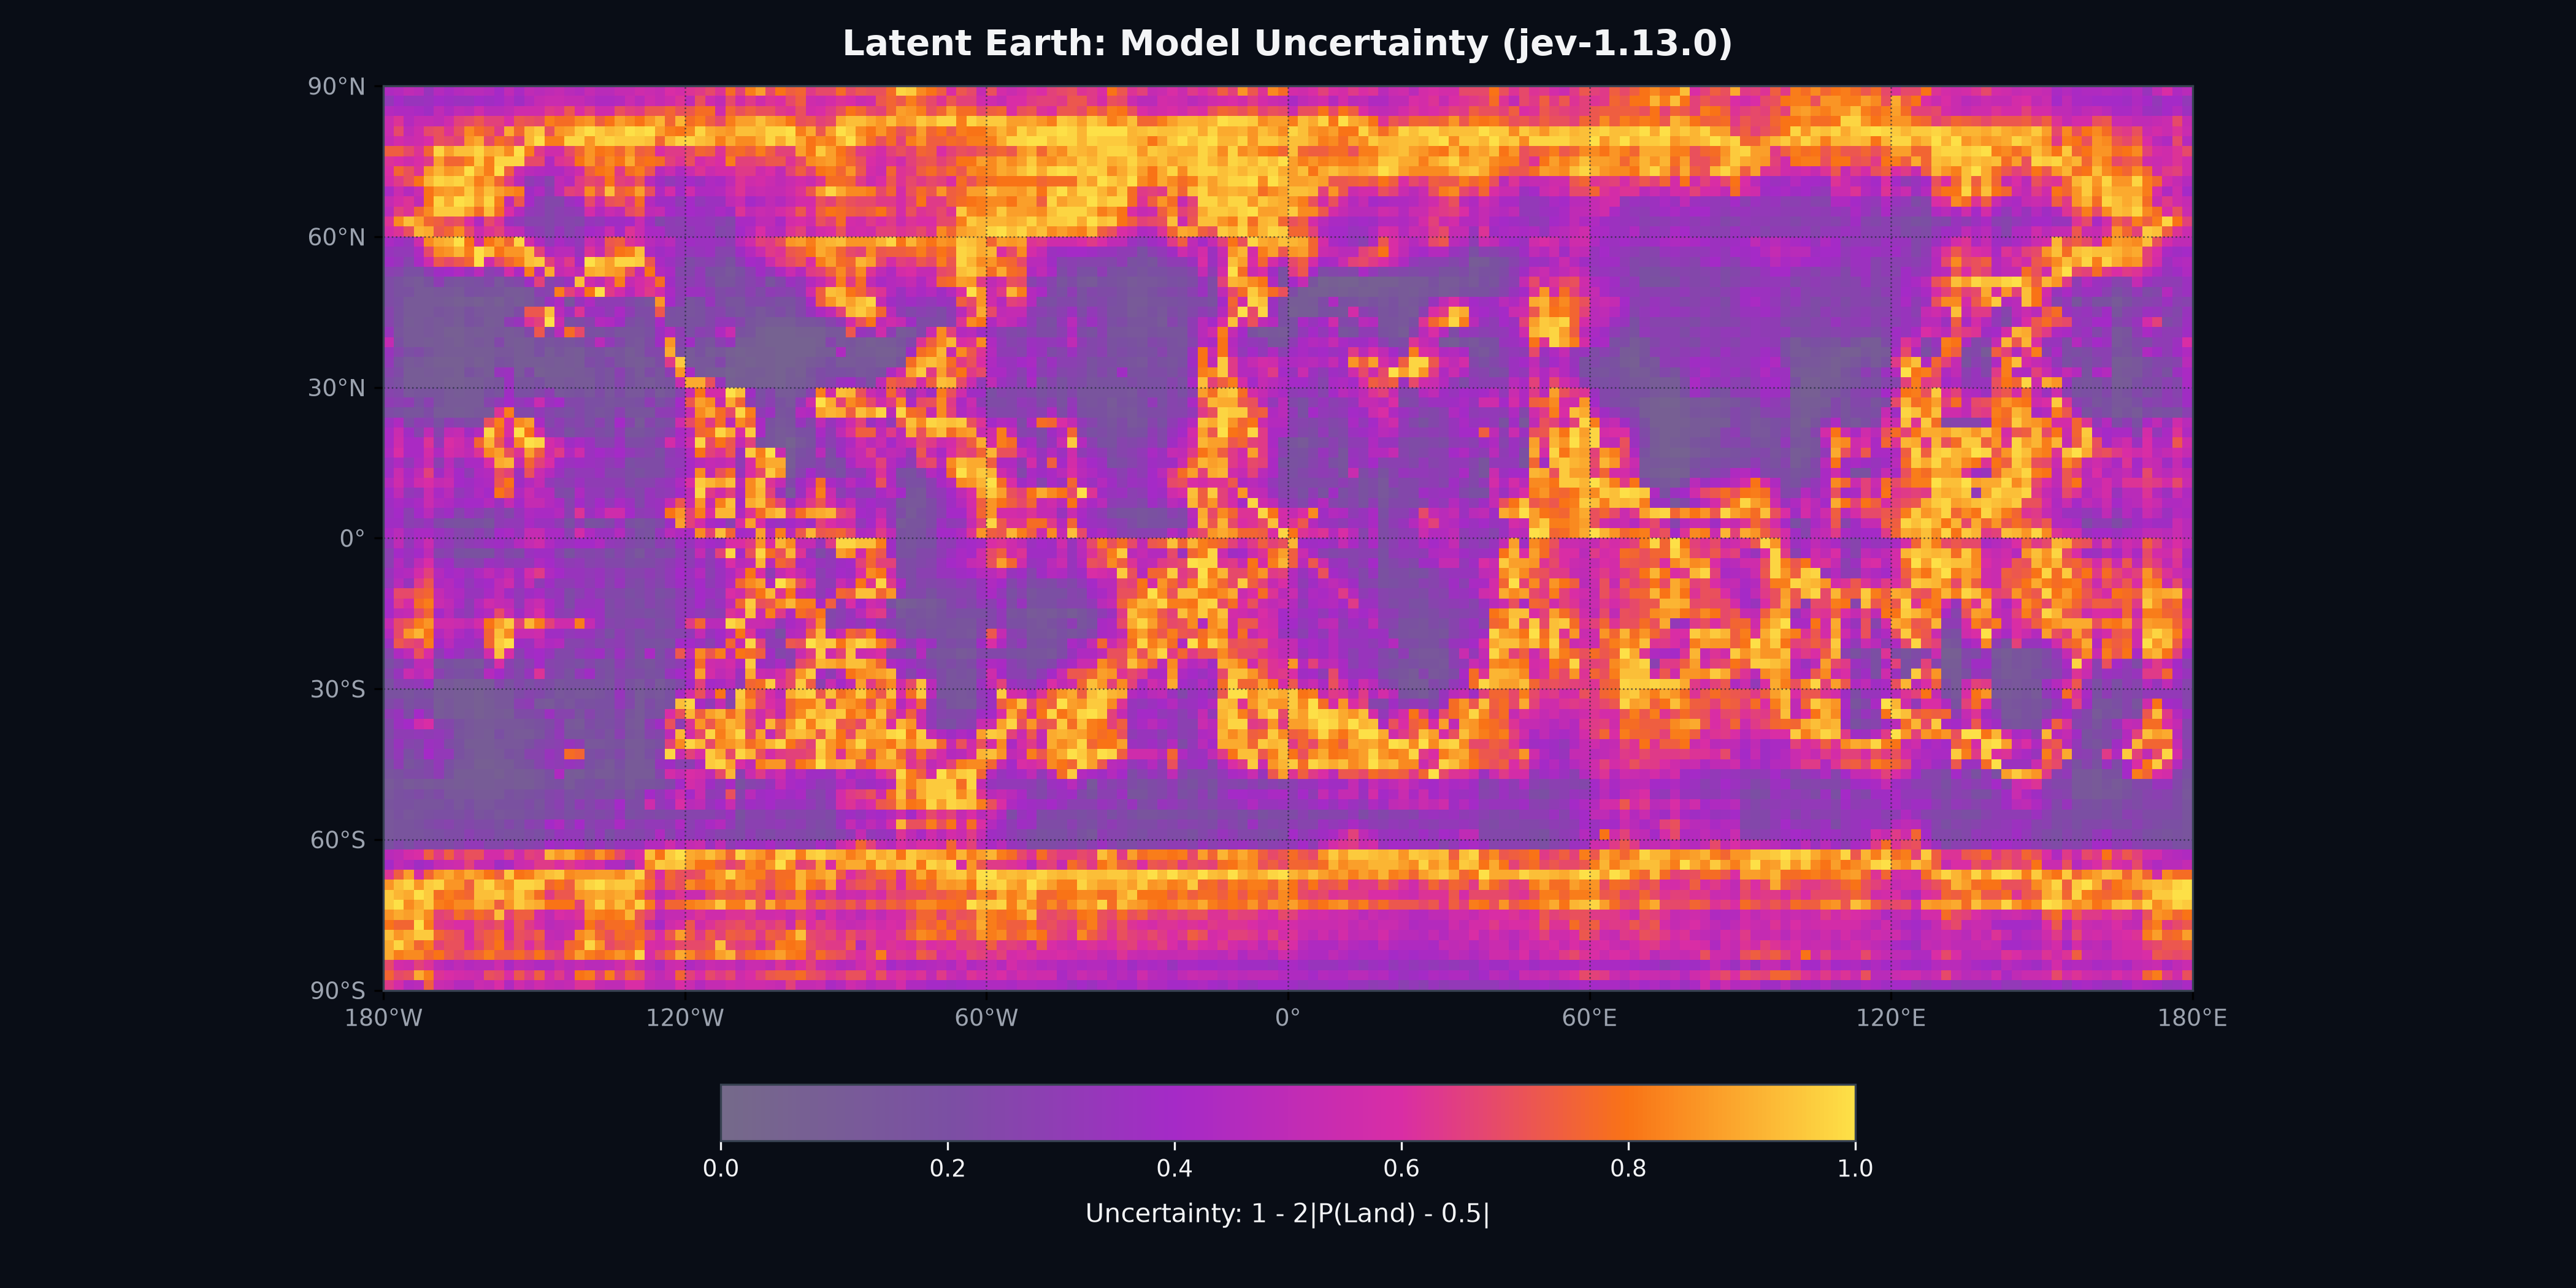 Latent Earth: Model Uncertainty (jev-1.13.0)
90°N
60°N
30°N
0°
30°S
60°S
90°S
180°W 120°W 60°W 0° 60°E 120°E 180°E
0.0 0.2 0.4 0.6 0.8 1.0
Uncertainty: 1 - 2|P(Land) - 0.5|